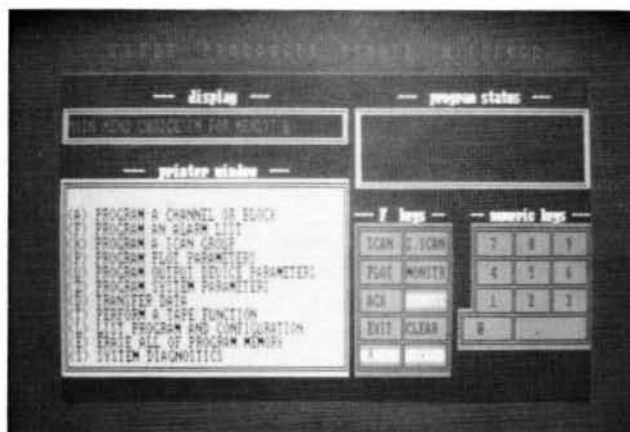 display
program status
THIS MENU
printer window
(A) PROGRAM A CHANNEL OR BLOCK
PROGRAM AN ALARM LIST
PROGRAM A SCAN GROUP
PROGRAM PLOT PARAMETERS
PROGRAM OUTPUT DEVICE PARAMETERS
PROGRAM SYSTEM PARAMETERS
TRANSFER DATA
PERFORM A TAPE FUNCTION
LIST PROGRAM AND CONFIGURATION
(E) ERASE ALL OF PROGRAM MEMORY
SYSTEM DIAGNOSTICS
F keys
SCAN
PLOT MONITR
ACK
EXIT CLEAR
numeric keys
7 8 9
4 5 6
1 2 3
0 .